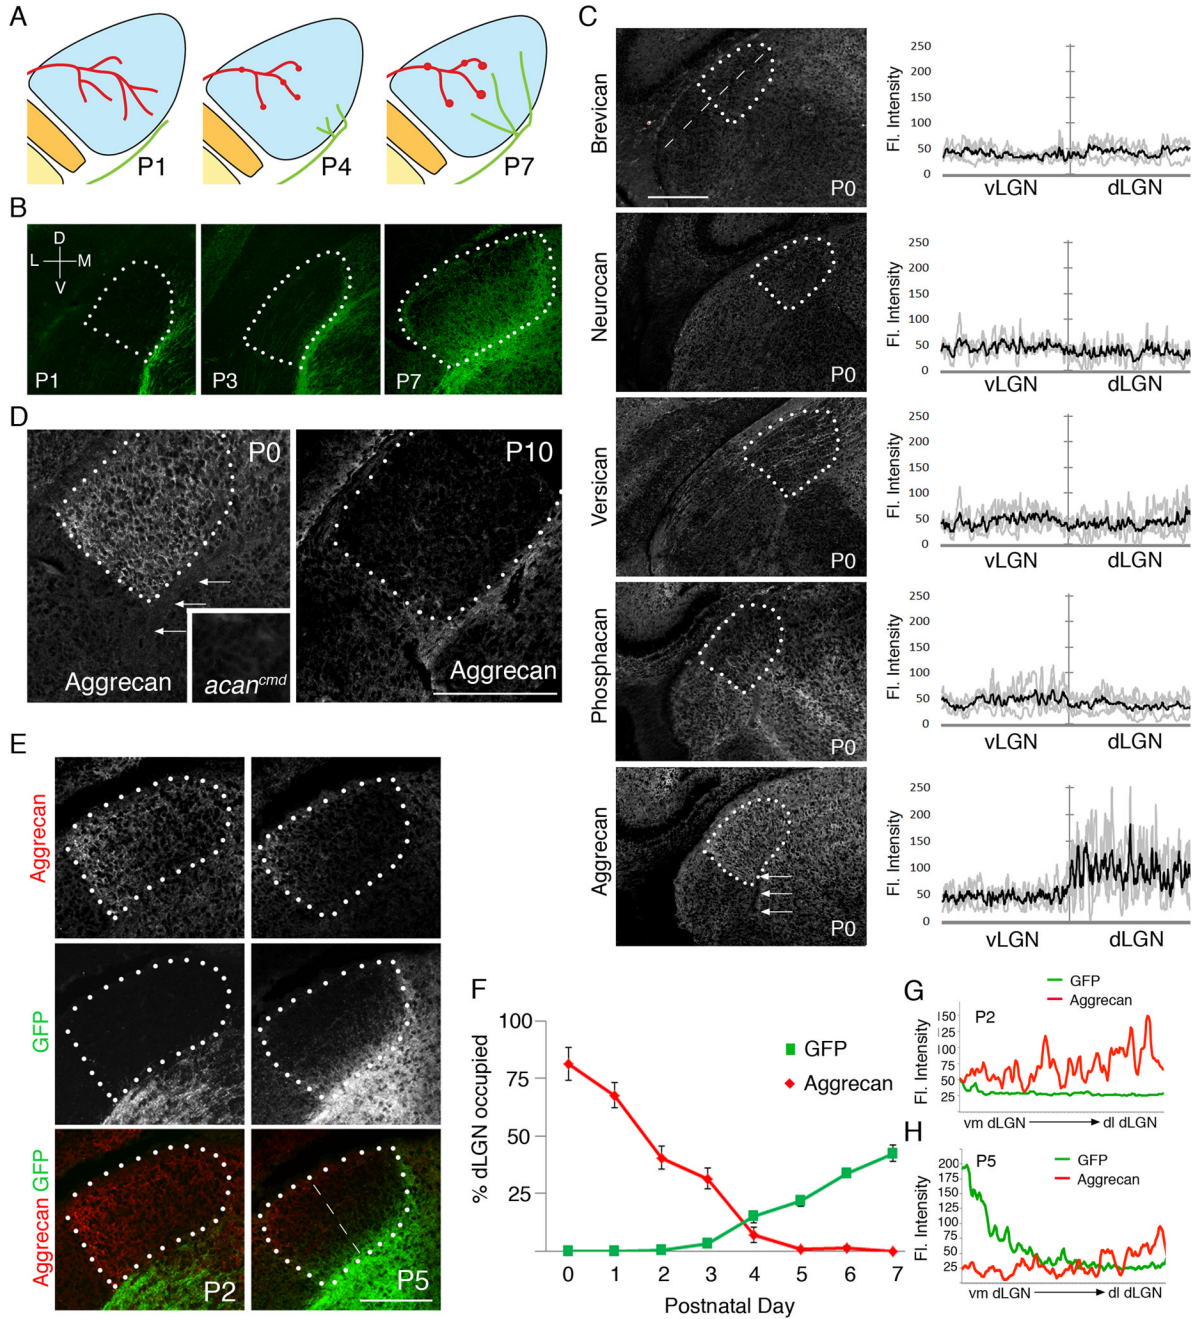 A
P1
P4
P7
B
D
L M
V
P1
P3
P7
C
Brevican
P0
Fl. Intensity
250
200
150
100
50
0
vLGN dLGN
Neurocan
P0
Fl. Intensity
250
200
150
100
50
0
vLGN dLGN
Versican
P0
Fl. Intensity
250
200
150
100
50
0
vLGN dLGN
Phosphacan
P0
Fl. Intensity
250
200
150
100
50
0
vLGN dLGN
Aggrecan
P0
Fl. Intensity
250
200
150
100
50
0
vLGN dLGN
D
P0
Aggrecan
acan^cmd
P10
Aggrecan
E
Aggrecan
GFP
Aggrecan GFP
P2
P5
F
% dLGN occupied
100
75
50
25
GFP
Aggrecan
0 1 2 3 4 5 6 7
Postnatal Day
G
GFP
Aggrecan
P2
Fl. Intensity
150
125
100
75
50
25
vm dLGN dl dLGN
H
GFP
Aggrecan
P5
Fl. Intensity
200
175
150
125
100
75
50
25
vm dLGN dl dLGN